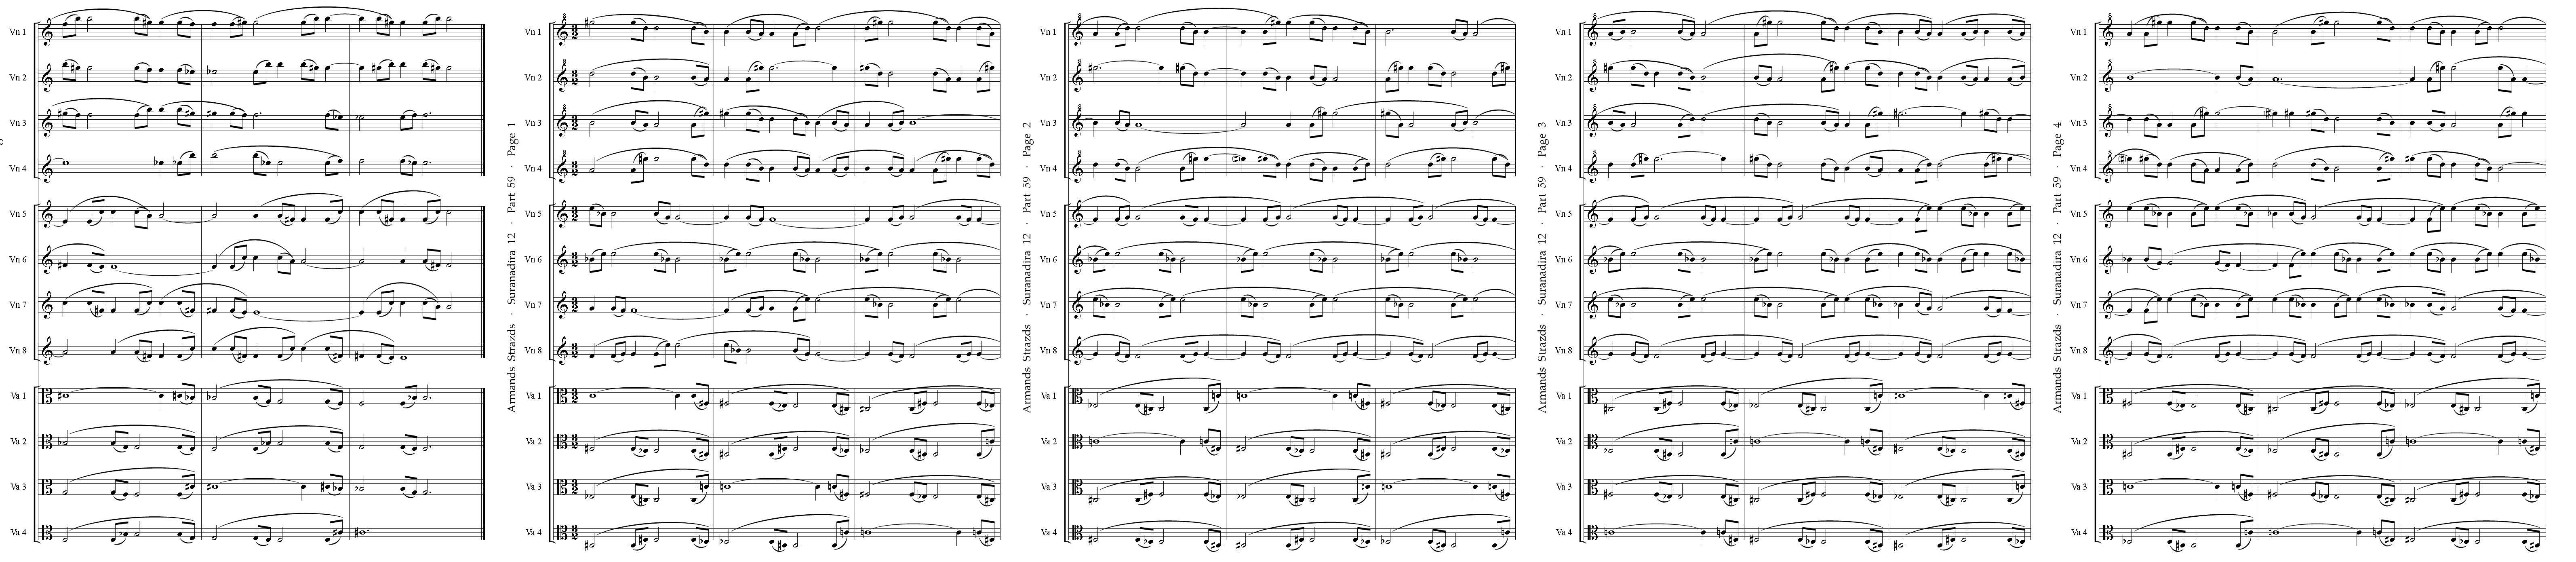 Vn 1
Vn 2
Vn 3
Vn 4
Vn 5
Vn 6
Vn 7
Vn 8
Va 1
Va 2
Va 3
Va 4
Armands Strazds · Suranadira 12 · Part 59 · Page 1
Vn 1
Vn 2
Vn 3
Vn 4
Vn 5
Vn 6
Vn 7
Vn 8
Va 1
Va 2
Va 3
Va 4
Armands Strazds · Suranadira 12 · Part 59 · Page 2
Vn 1
Vn 2
Vn 3
Vn 4
Vn 5
Vn 6
Vn 7
Vn 8
Va 1
Va 2
Va 3
Va 4
Armands Strazds · Suranadira 12 · Part 59 · Page 3
Vn 1
Vn 2
Vn 3
Vn 4
Vn 5
Vn 6
Vn 7
Vn 8
Va 1
Va 2
Va 3
Va 4
Armands Strazds · Suranadira 12 · Part 59 · Page 4
Vn 1
Vn 2
Vn 3
Vn 4
Vn 5
Vn 6
Vn 7
Vn 8
Va 1
Va 2
Va 3
Va 4